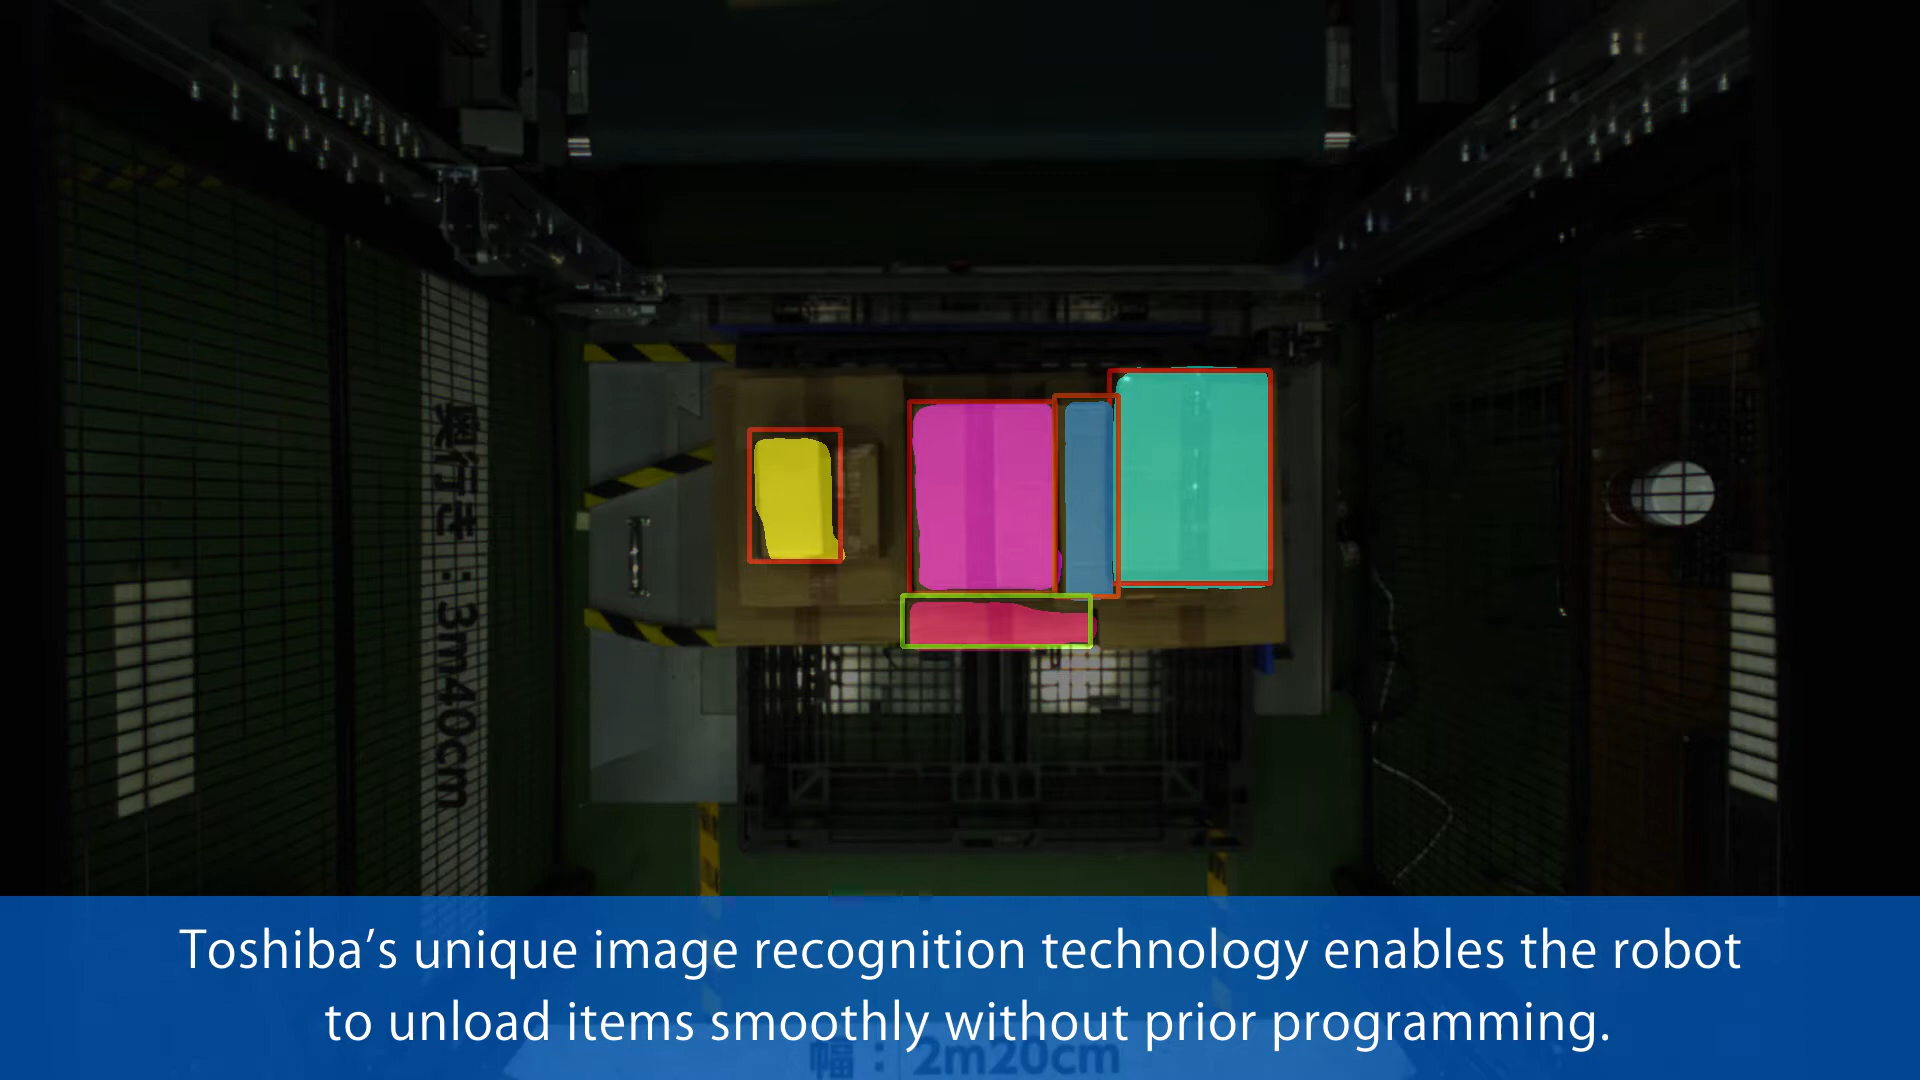 奥行き：3m40cm
Toshiba’s unique image recognition technology enables the robot
to unload items smoothly without prior programming.
幅：2m20cm